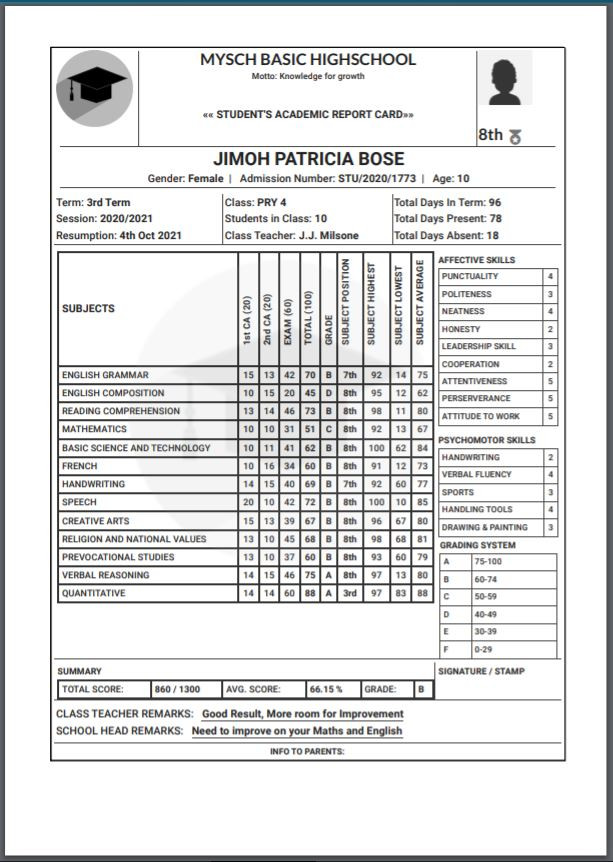 MYSCH BASIC HIGHSCHOOL
Motto: Knowledge for growth
«« STUDENT'S ACADEMIC REPORT CARD»»
8th
JIMOH PATRICIA BOSE
Gender: Female | Admission Number: STU/2020/1773 | Age: 10
Term: 3rd Term Class: PRY 4 Total Days In Term: 96
Session: 2020/2021 Students in Class: 10 Total Days Present: 78
Resumption: 4th Oct 2021 Class Teacher: J.J. Milsone Total Days Absent: 18
SUBJECTS 1st CA (20) 2nd CA (20) EXAM (60) TOTAL (100) GRADE SUBJECT POSITION SUBJECT HIGHEST SUBJECT LOWEST SUBJECT AVERAGE
ENGLISH GRAMMAR 15 13 42 70 B 7th 92 14 75
ENGLISH COMPOSITION 10 15 20 45 D 8th 95 12 62
READING COMPREHENSION 13 14 46 73 B 8th 98 11 80
MATHEMATICS 10 10 31 51 C 8th 92 13 67
BASIC SCIENCE AND TECHNOLOGY 10 11 41 62 B 8th 100 62 84
FRENCH 10 16 34 60 B 8th 91 12 73
HANDWRITING 14 15 40 69 B 7th 92 60 77
SPEECH 20 10 42 72 B 8th 100 10 85
CREATIVE ARTS 15 13 39 67 B 8th 96 67 80
RELIGION AND NATIONAL VALUES 13 10 45 68 B 8th 98 68 81
PREVOCATIONAL STUDIES 13 10 37 60 B 8th 93 60 79
VERBAL REASONING 14 15 46 75 A 8th 97 13 80
QUANTITATIVE 14 14 60 88 A 3rd 97 83 88
AFFECTIVE SKILLS
PUNCTUALITY 4
POLITENESS 3
NEATNESS 4
HONESTY 2
LEADERSHIP SKILL 3
COOPERATION 2
ATTENTIVENESS 5
PERSERVERANCE 5
ATTITUDE TO WORK 5
PSYCHOMOTOR SKILLS
HANDWRITING 2
VERBAL FLUENCY 4
SPORTS 3
HANDLING TOOLS 4
DRAWING & PAINTING 3
GRADING SYSTEM
A 75-100
B 60-74
C 50-59
D 40-49
E 30-39
F 0-29
SUMMARY
TOTAL SCORE: 860 / 1300 AVG. SCORE: 66.15 % GRADE: B
SIGNATURE / STAMP
CLASS TEACHER REMARKS: Good Result, More room for Improvement
SCHOOL HEAD REMARKS: Need to improve on your Maths and English
INFO TO PARENTS: